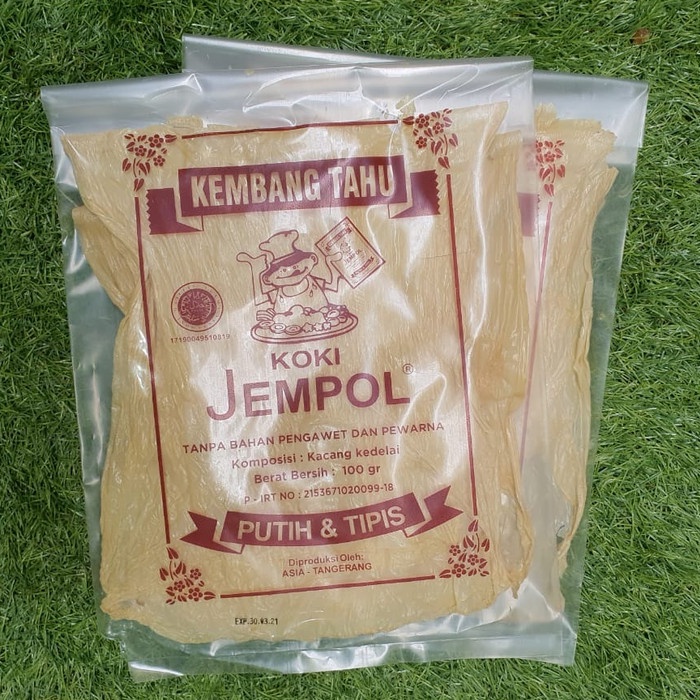 KEMBANG TAHU
KOKI
JEMPOL®
TANPA BAHAN PENGAWET DAN PEWARNA
Komposisi : Kacang kedelai
Berat Bersih : 100 gr
P - IRT NO : 2153671020099-18
PUTIH & TIPIS
Diproduksi Oleh:
ASIA - TANGERANG
EXP.30.03.21